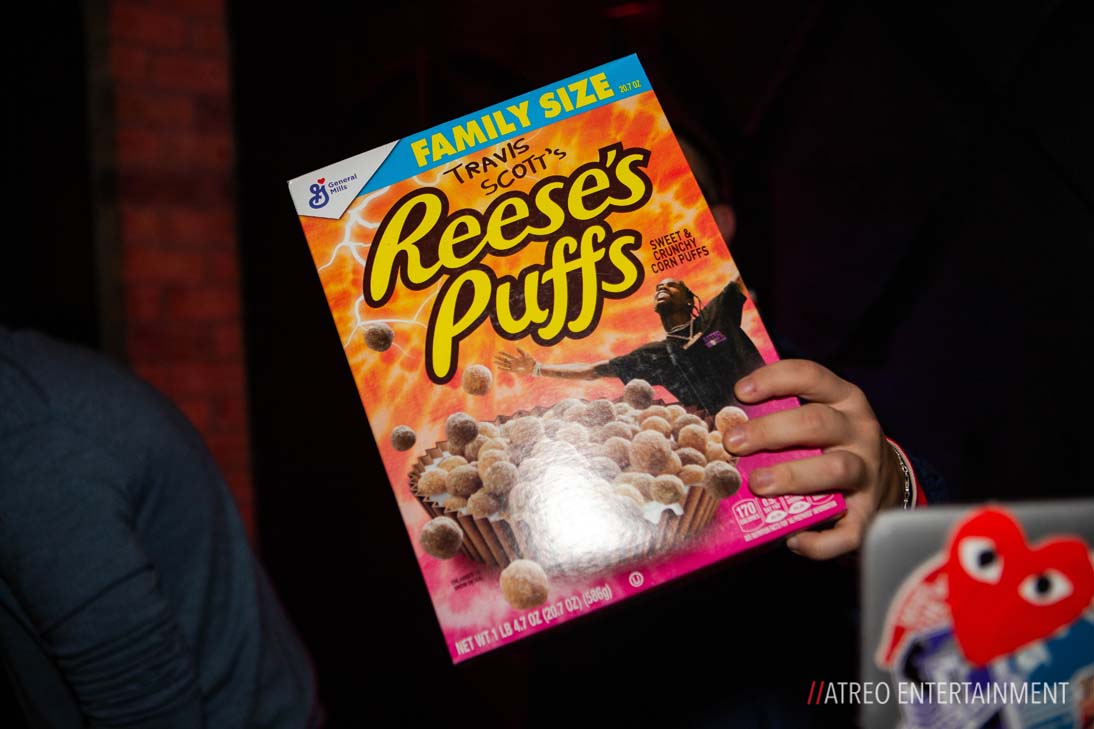 FAMILY SIZE
20.7 OZ
General
Mills
TRAVIS
SCOTT's
Reese's
Puffs
SWEET &
CRUNCHY
CORN PUFFS
170
CALORIES
NET WT. 1 LB 4.7 OZ (20.7 OZ) (586g)
U
//ATREO ENTERTAINMENT